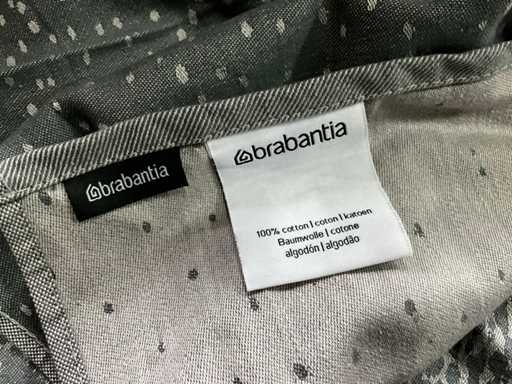 brabantia
brabantia
100% cotton | coton | katoen
Baumwolle | cotone
algodón | algodão